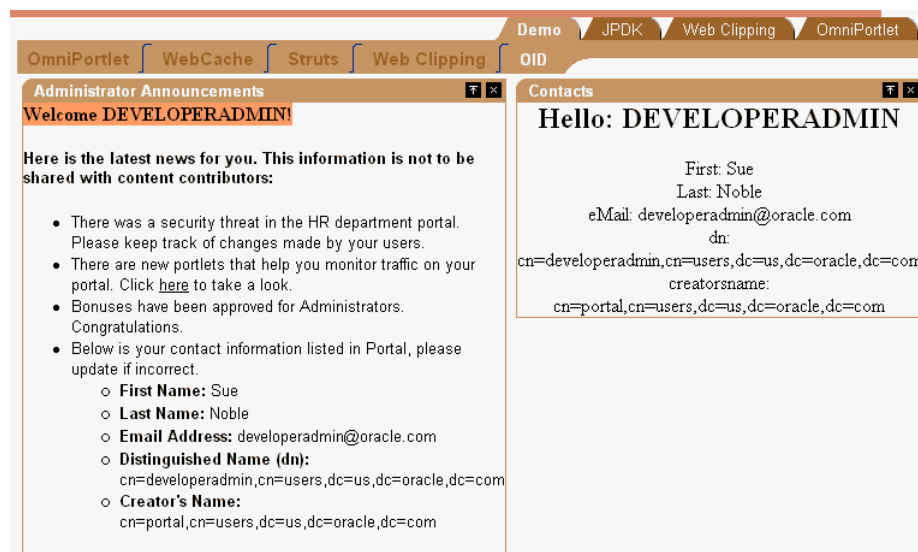 Demo JPDK Web Clipping OmniPortlet
OmniPortlet WebCache Struts Web Clipping OID
Administrator Announcements
Welcome DEVELOPERADMIN!
Here is the latest news for you. This information is not to be
shared with content contributors:
• There was a security threat in the HR department portal.
Please keep track of changes made by your users.
• There are new portlets that help you monitor traffic on your
portal. Click here to take a look.
• Bonuses have been approved for Administrators.
Congratulations.
• Below is your contact information listed in Portal, please
update if incorrect.
o First Name: Sue
o Last Name: Noble
o Email Address: developeradmin@oracle.com
o Distinguished Name (dn):
cn=developeradmin,cn=users,dc=us,dc=oracle,dc=com
o Creator's Name:
cn=portal,cn=users,dc=us,dc=oracle,dc=com
Contacts
Hello: DEVELOPERADMIN
First: Sue
Last: Noble
eMail: developeradmin@oracle.com
dn:
cn=developeradmin,cn=users,dc=us,dc=oracle,dc=com
creatorsname:
cn=portal,cn=users,dc=us,dc=oracle,dc=com